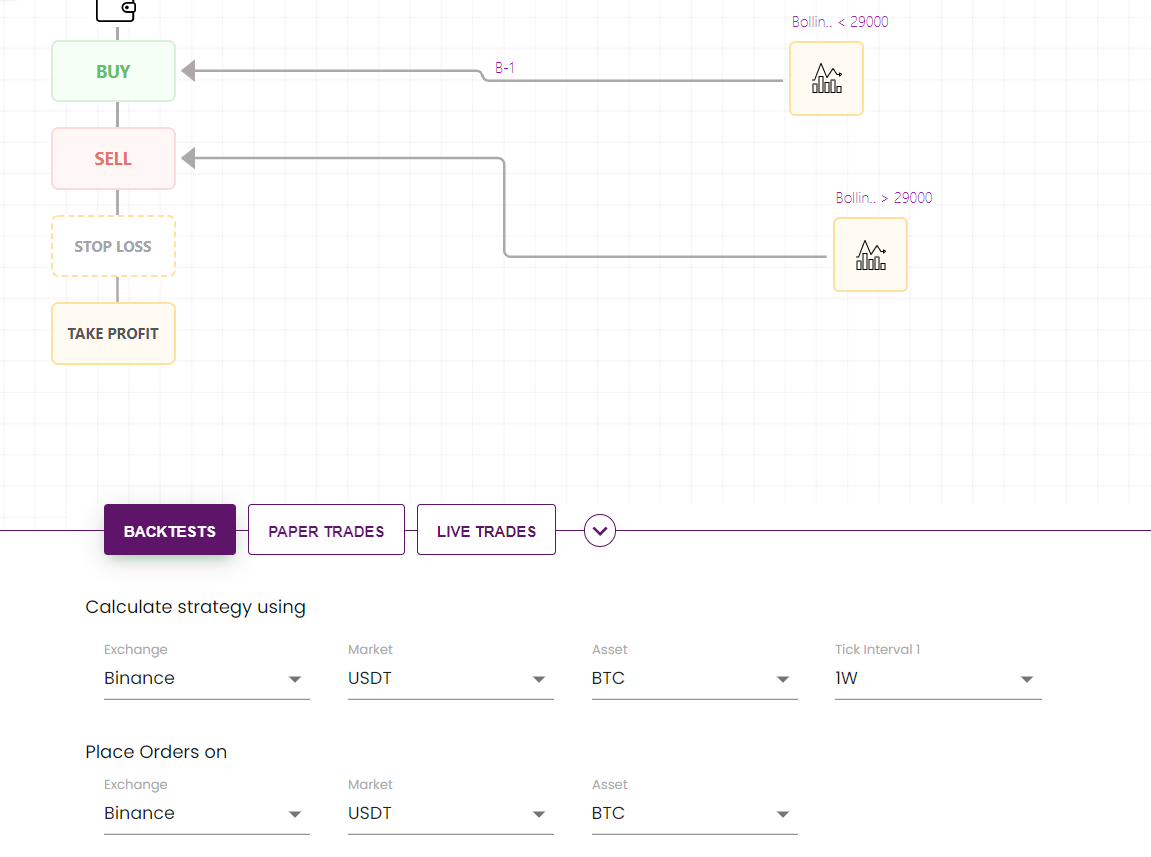 Bollin.. < 29000
BUY
B-1
SELL
Bollin.. > 29000
STOP LOSS
TAKE PROFIT
BACKTESTS
PAPER TRADES
LIVE TRADES
Calculate strategy using
Exchange
Market
Asset
Tick Interval 1
Binance
USDT
BTC
1W
Place Orders on
Exchange
Market
Asset
Binance
USDT
BTC